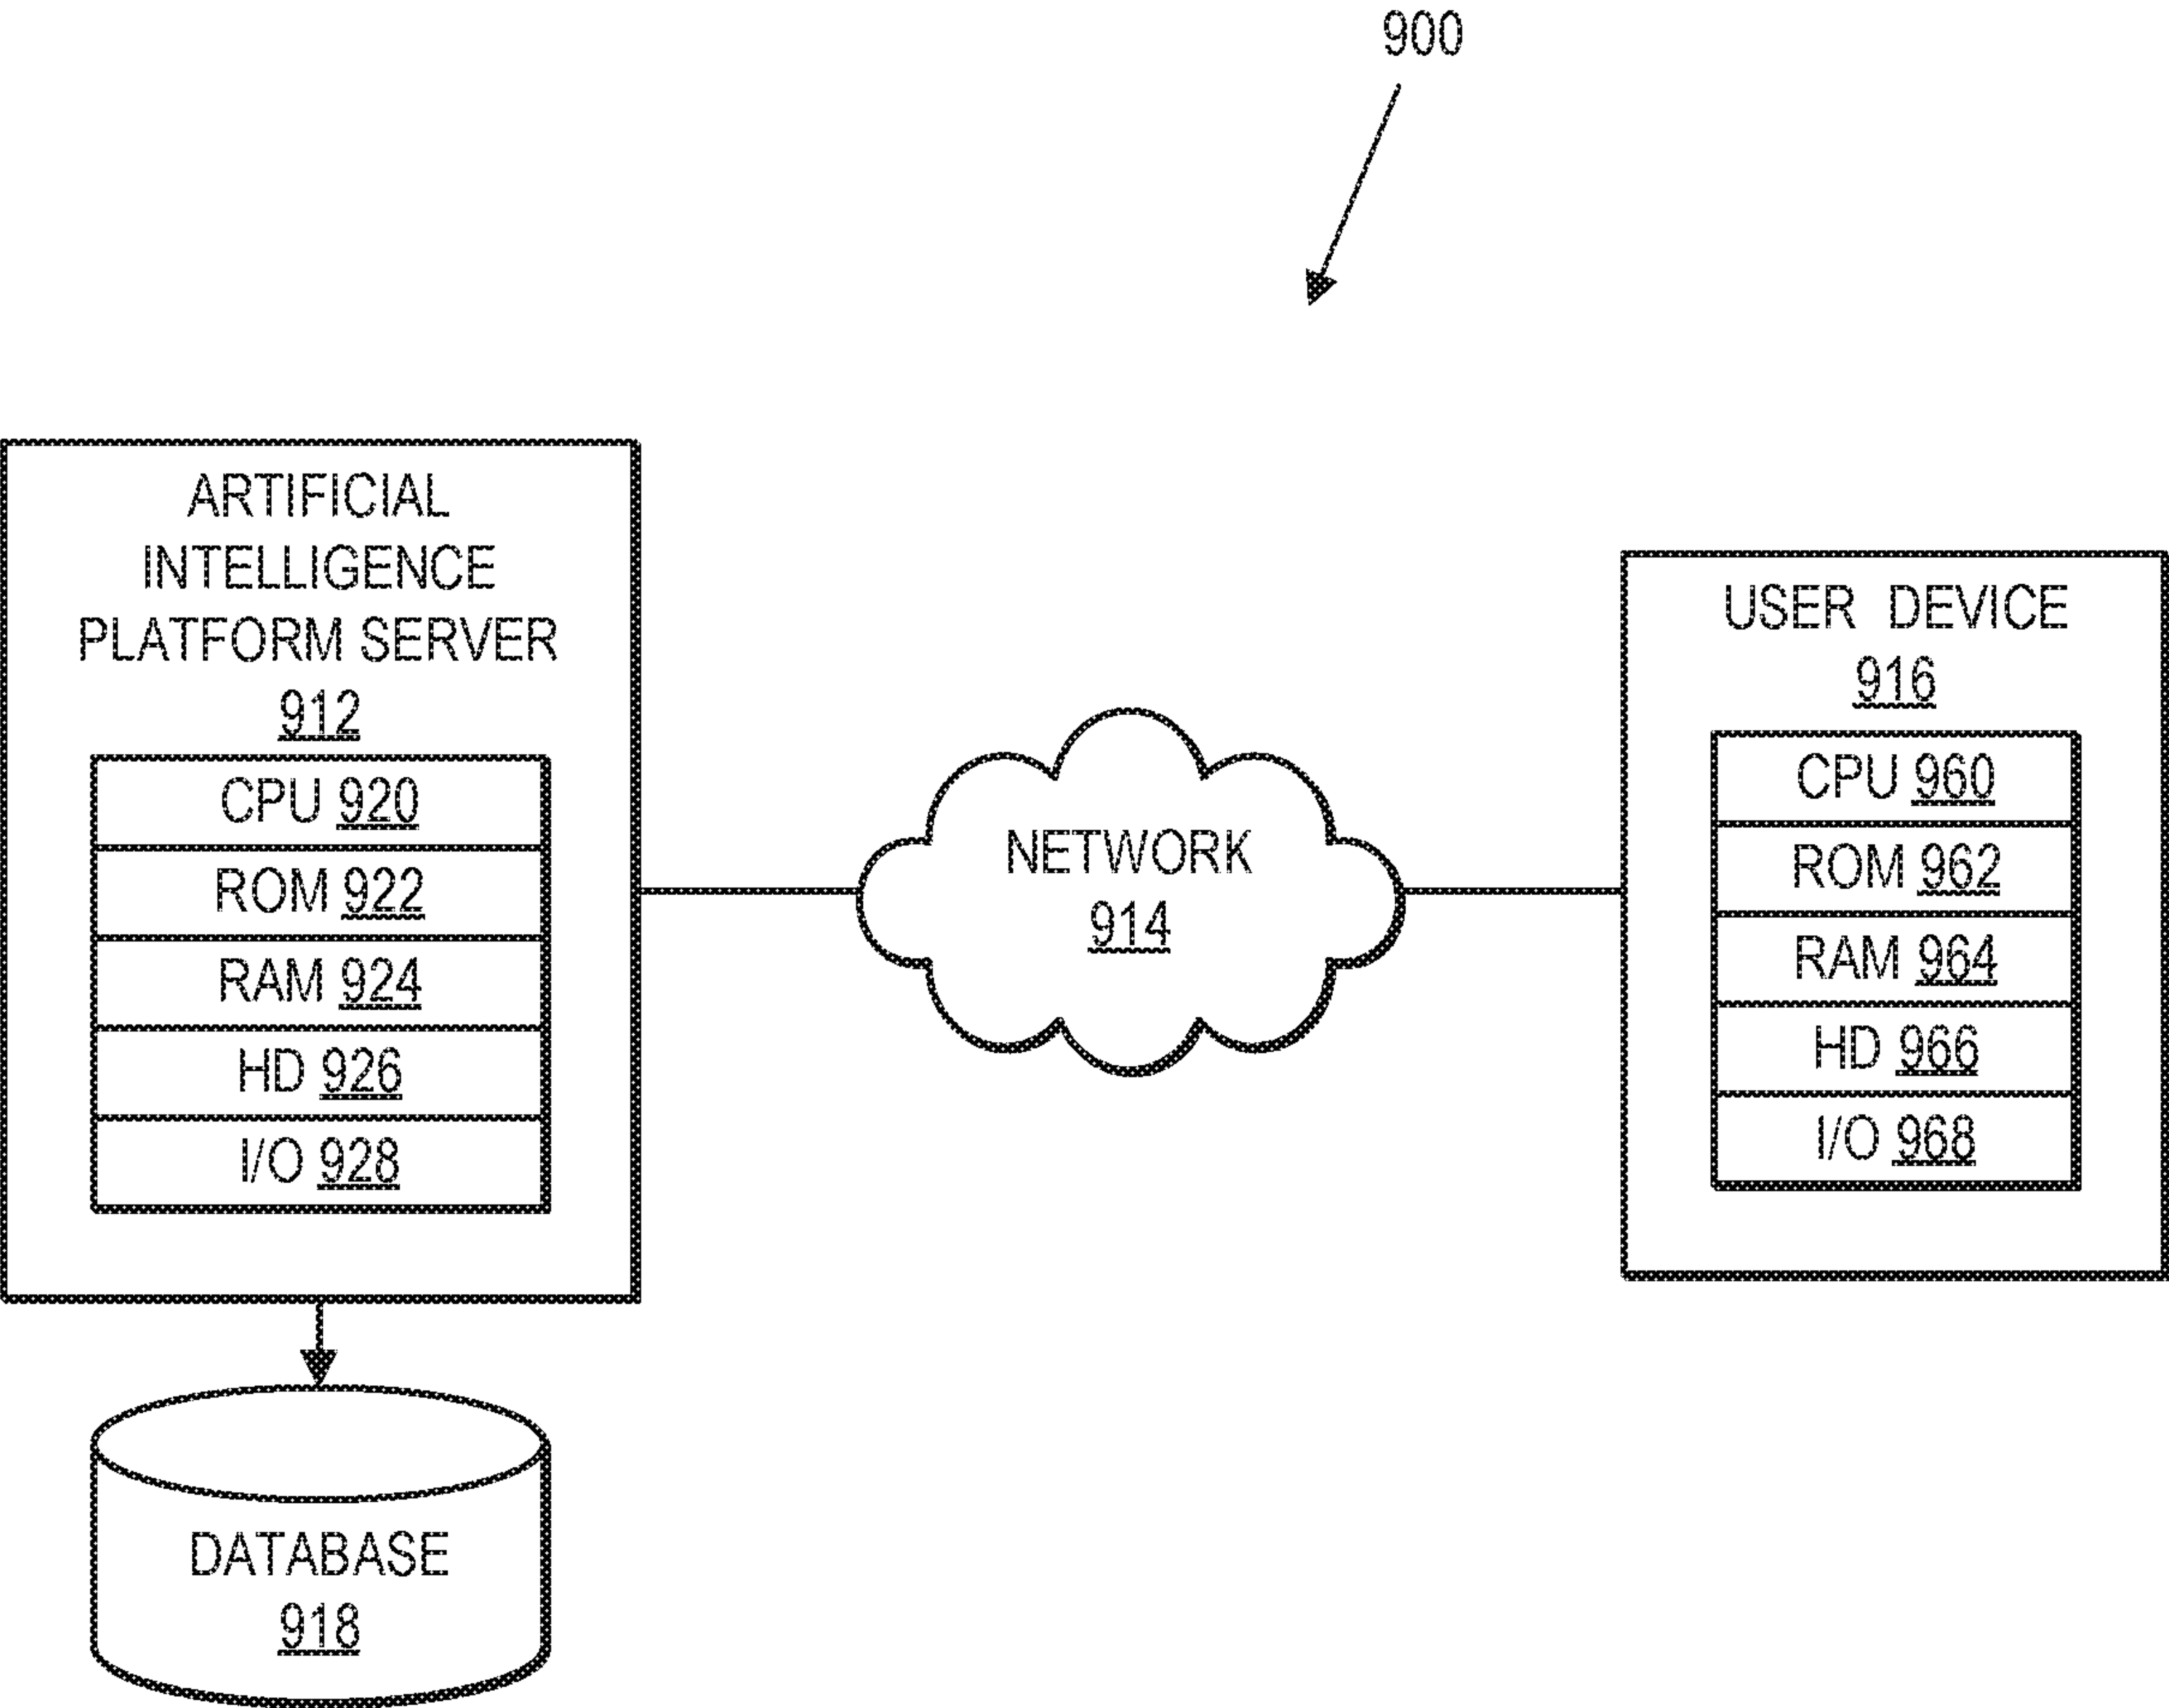 900
ARTIFICIAL
INTELLIGENCE
PLATFORM SERVER
912
CPU 920
ROM 922
RAM 924
HD 926
I/O 928
NETWORK
914
USER DEVICE
916
CPU 960
ROM 962
RAM 964
HD 966
I/O 968
DATABASE
918